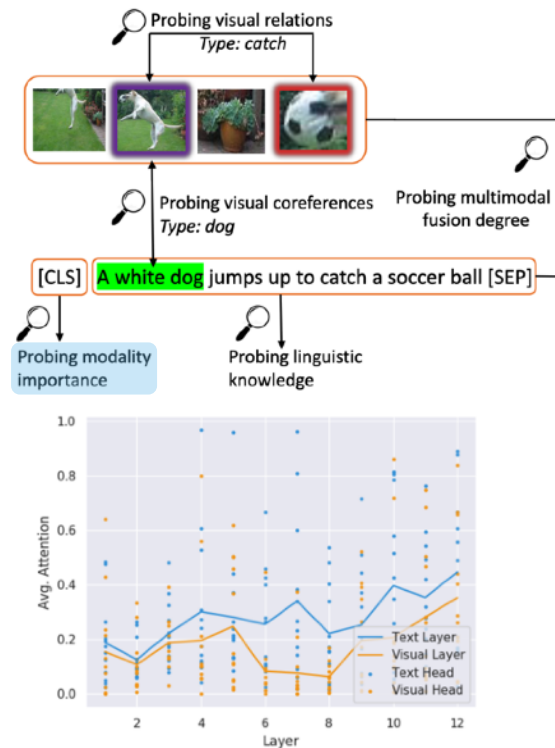 Probing visual relations
Type: catch
Probing visual coreferences
Type: dog
Probing multimodal
fusion degree
[CLS] A white dog jumps up to catch a soccer ball [SEP]
Probing modality
importance
Probing linguistic
knowledge
1.0
0.8
0.6
0.4
0.2
0.0
Avg. Attention
Text Layer
Visual Layer
Text Head
Visual Head
2 4 6 8 10 12
Layer